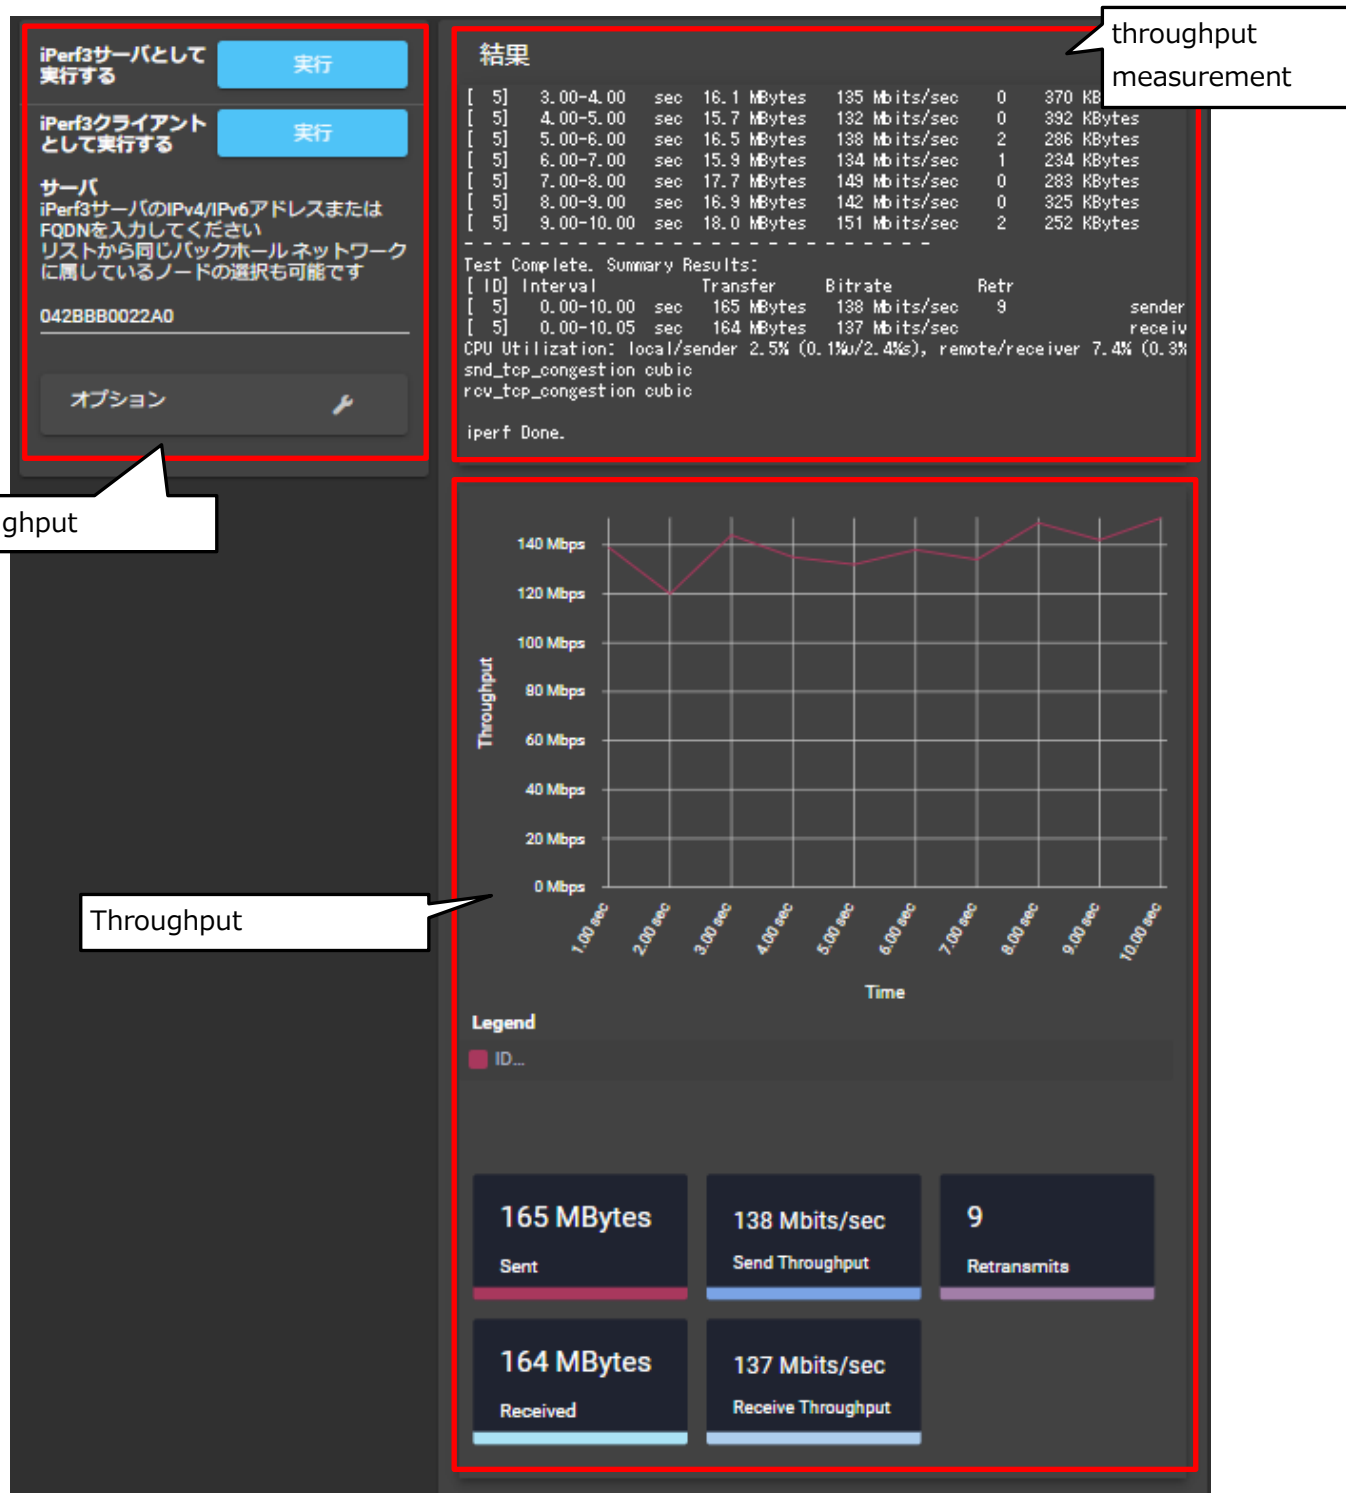 iPerf3サーバとして
実行する
実行
iPerf3クライアント
として実行する
実行
サーバ
iPerf3サーバのIPv4/IPv6アドレスまたは
FQDNを入力してください
リストから同じバックホールネットワーク
に属しているノードの選択も可能です
042BBB0022A0
オプション
ghput
throughput
measurement
結果
[ 5] 3.00-4.00 sec 16.1 MBytes 135 Mbits/sec 0 370 KB
[ 5] 4.00-5.00 sec 15.7 MBytes 132 Mbits/sec 0 392 KBytes
[ 5] 5.00-6.00 sec 16.5 MBytes 138 Mbits/sec 2 286 KBytes
[ 5] 6.00-7.00 sec 15.9 MBytes 134 Mbits/sec 1 234 KBytes
[ 5] 7.00-8.00 sec 17.7 MBytes 149 Mbits/sec 0 283 KBytes
[ 5] 8.00-9.00 sec 16.9 MBytes 142 Mbits/sec 0 325 KBytes
[ 5] 9.00-10.00 sec 18.0 MBytes 151 Mbits/sec 2 252 KBytes
- - - - - - - - - - - - - - - - - - - - - - - - -
Test Complete. Summary Results:
[ ID] Interval Transfer Bitrate Retr
[ 5] 0.00-10.00 sec 165 MBytes 138 Mbits/sec 9 sender
[ 5] 0.00-10.05 sec 164 MBytes 137 Mbits/sec receiv
CPU Utilization: local/sender 2.5% (0.1%u/2.4%s), remote/receiver 7.4% (0.3%
snd_tcp_congestion cubic
rcv_tcp_congestion cubic
iperf Done.
140 Mbps
120 Mbps
100 Mbps
80 Mbps
60 Mbps
40 Mbps
20 Mbps
0 Mbps
Throughput
1.00 sec
2.00 sec
3.00 sec
4.00 sec
5.00 sec
6.00 sec
7.00 sec
8.00 sec
9.00 sec
10.00 sec
Time
Throughput
Legend
ID...
165 MBytes
Sent
138 Mbits/sec
Send Throughput
9
Retransmits
164 MBytes
Received
137 Mbits/sec
Receive Throughput